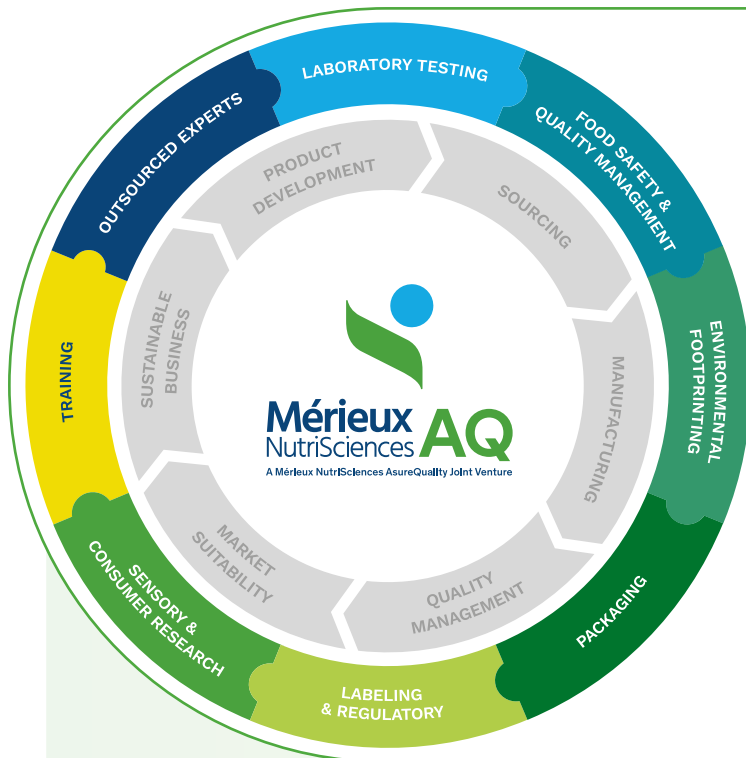 LABORATORY TESTING
FOOD SAFETY &
QUALITY MANAGEMENT
ENVIRONMENTAL
FOOTPRINTING
PACKAGING
LABELING
& REGULATORY
SENSORY &
CONSUMER RESEARCH
TRAINING
OUTSOURCED EXPERTS
PRODUCT
DEVELOPMENT
SOURCING
MANUFACTURING
QUALITY
MANAGEMENT
MARKET
SUITABILITY
SUSTAINABLE
BUSINESS
Mérieux
NutriSciences AQ
A Mérieux NutriSciences AsureQuality Joint Venture